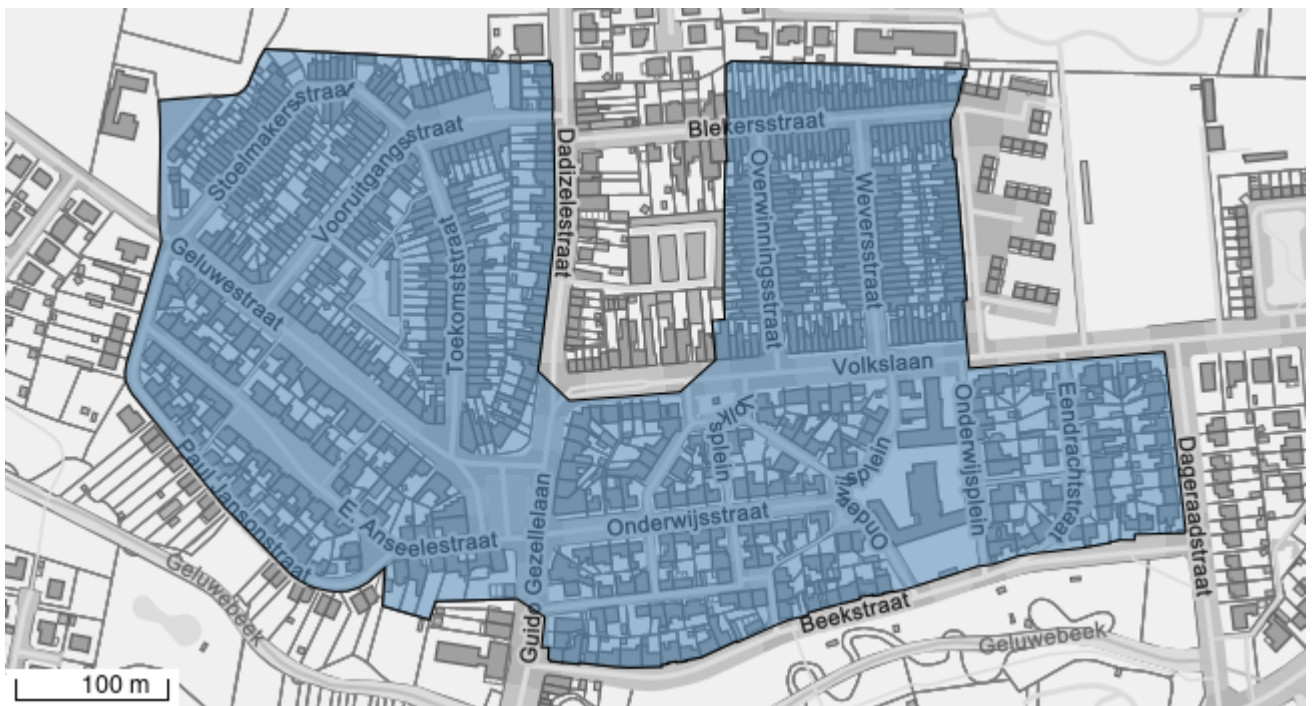 Stoelmakersstraat
Vooruitgangsstraat
Blekersstraat
Dadizelestraat
Overwinningsstraat
Weversstraat
Geluwestraat
Toekomststraat
Volkslaan
Volksplein
Onderwijsplein
Eendrachtstraat
Paul Jansonstraat
E. Anseelestraat
Guido Gezellelaan
Onderwijsstraat
Onderwijsplein
Dageraadstraat
Geluwebeek
Beekstraat
Geluwebeek
100 m